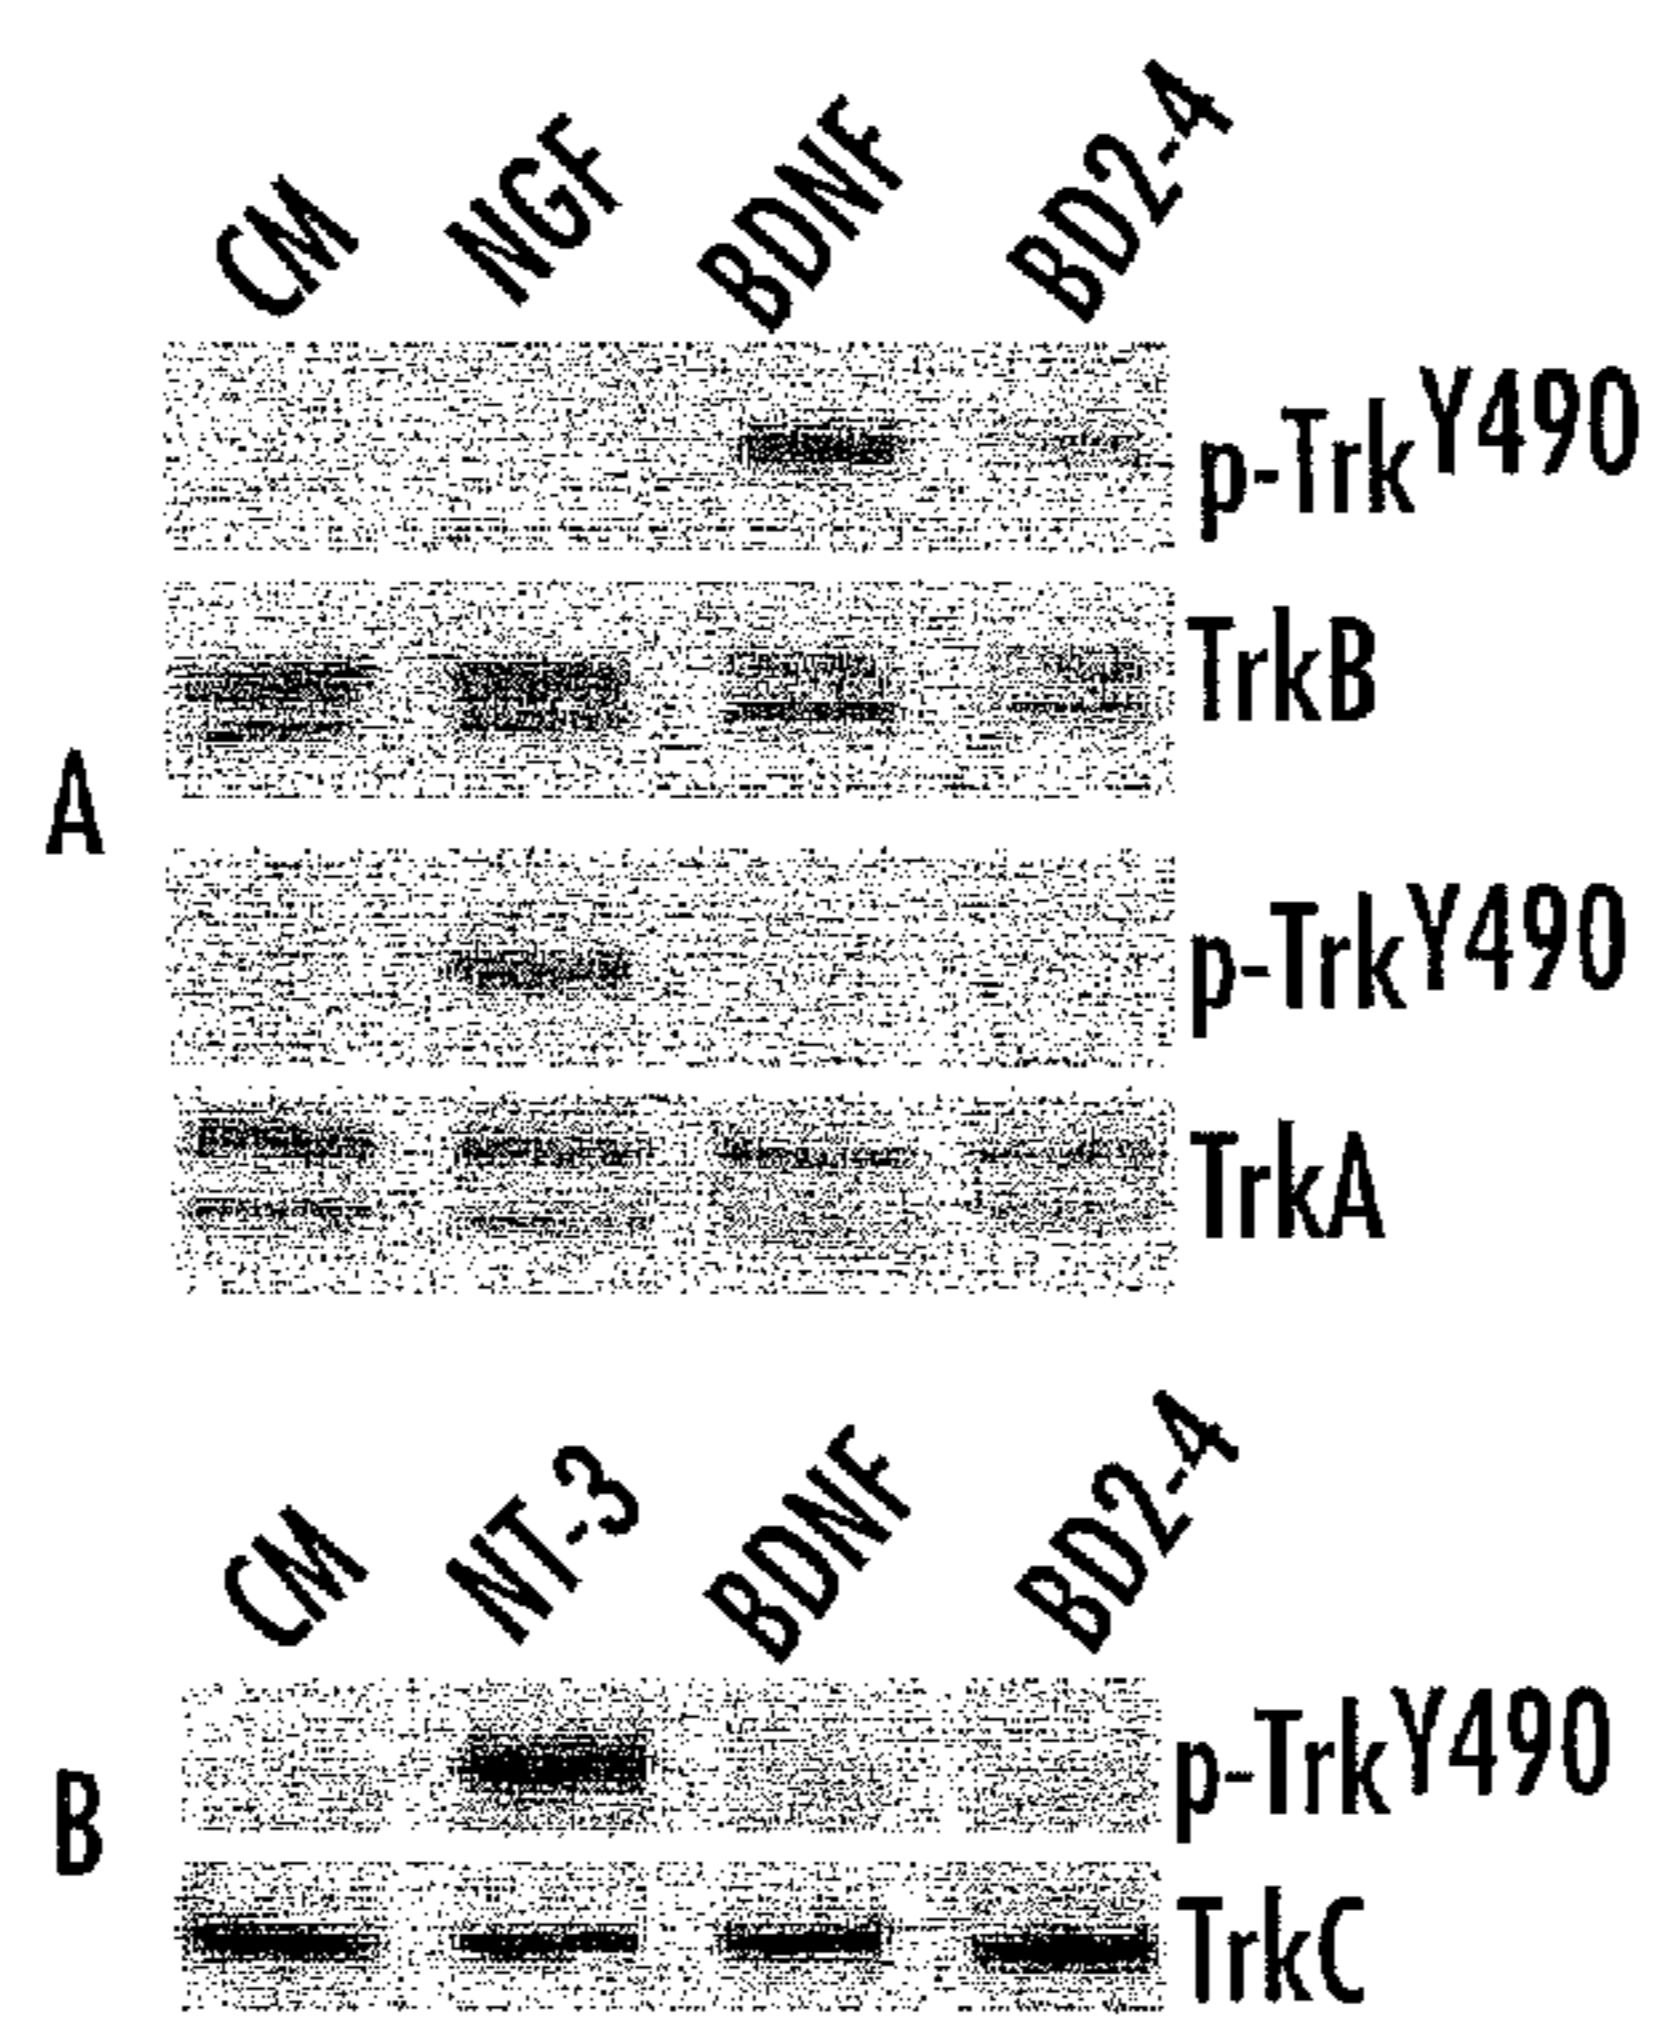 CM NGF BDNF BD2-4
p-TrkY490
TrkB
A
p-TrkY490
TrkA
CM NT-3 BDNF BD2-4
p-TrkY490
B
TrkC